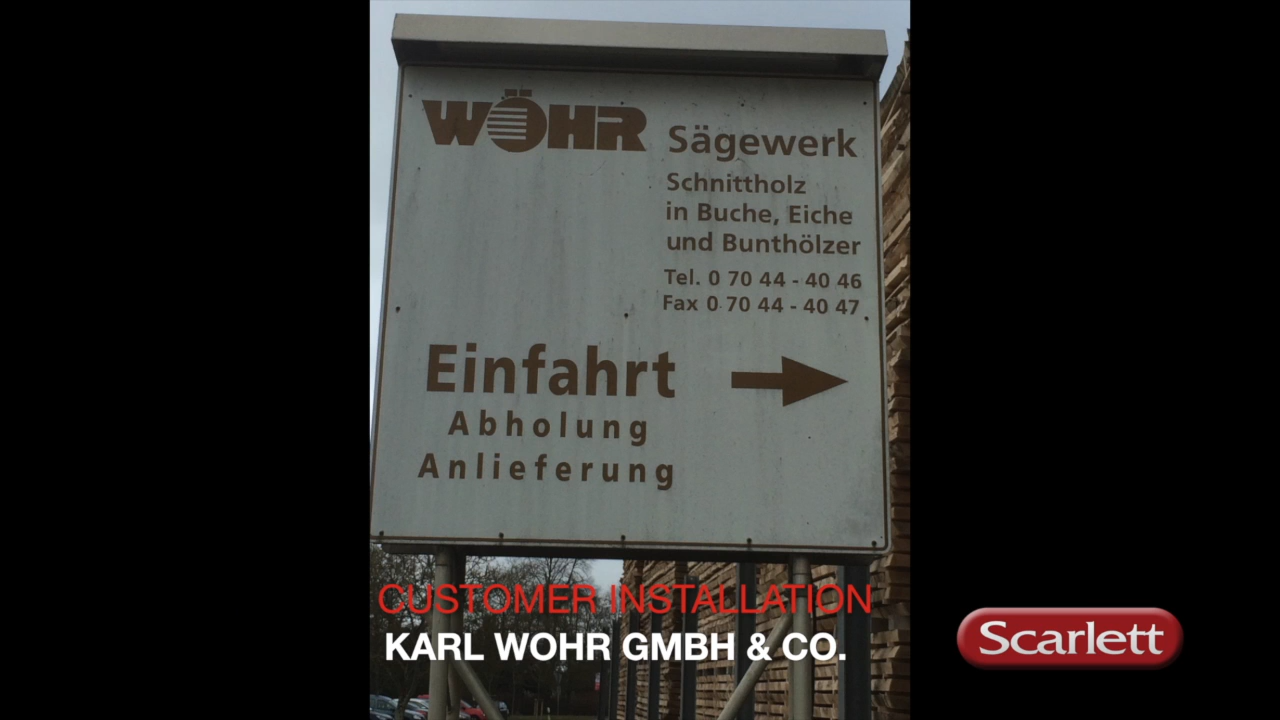 WÖHR Sägewerk
Schnittholz
in Buche, Eiche
und Bunthölzer
Tel. 0 70 44 - 40 46
Fax 0 70 44 - 40 47
Einfahrt
Abholung
Anlieferung
CUSTOMER INSTALLATION
KARL WOHR GMBH & CO.
Scarlett